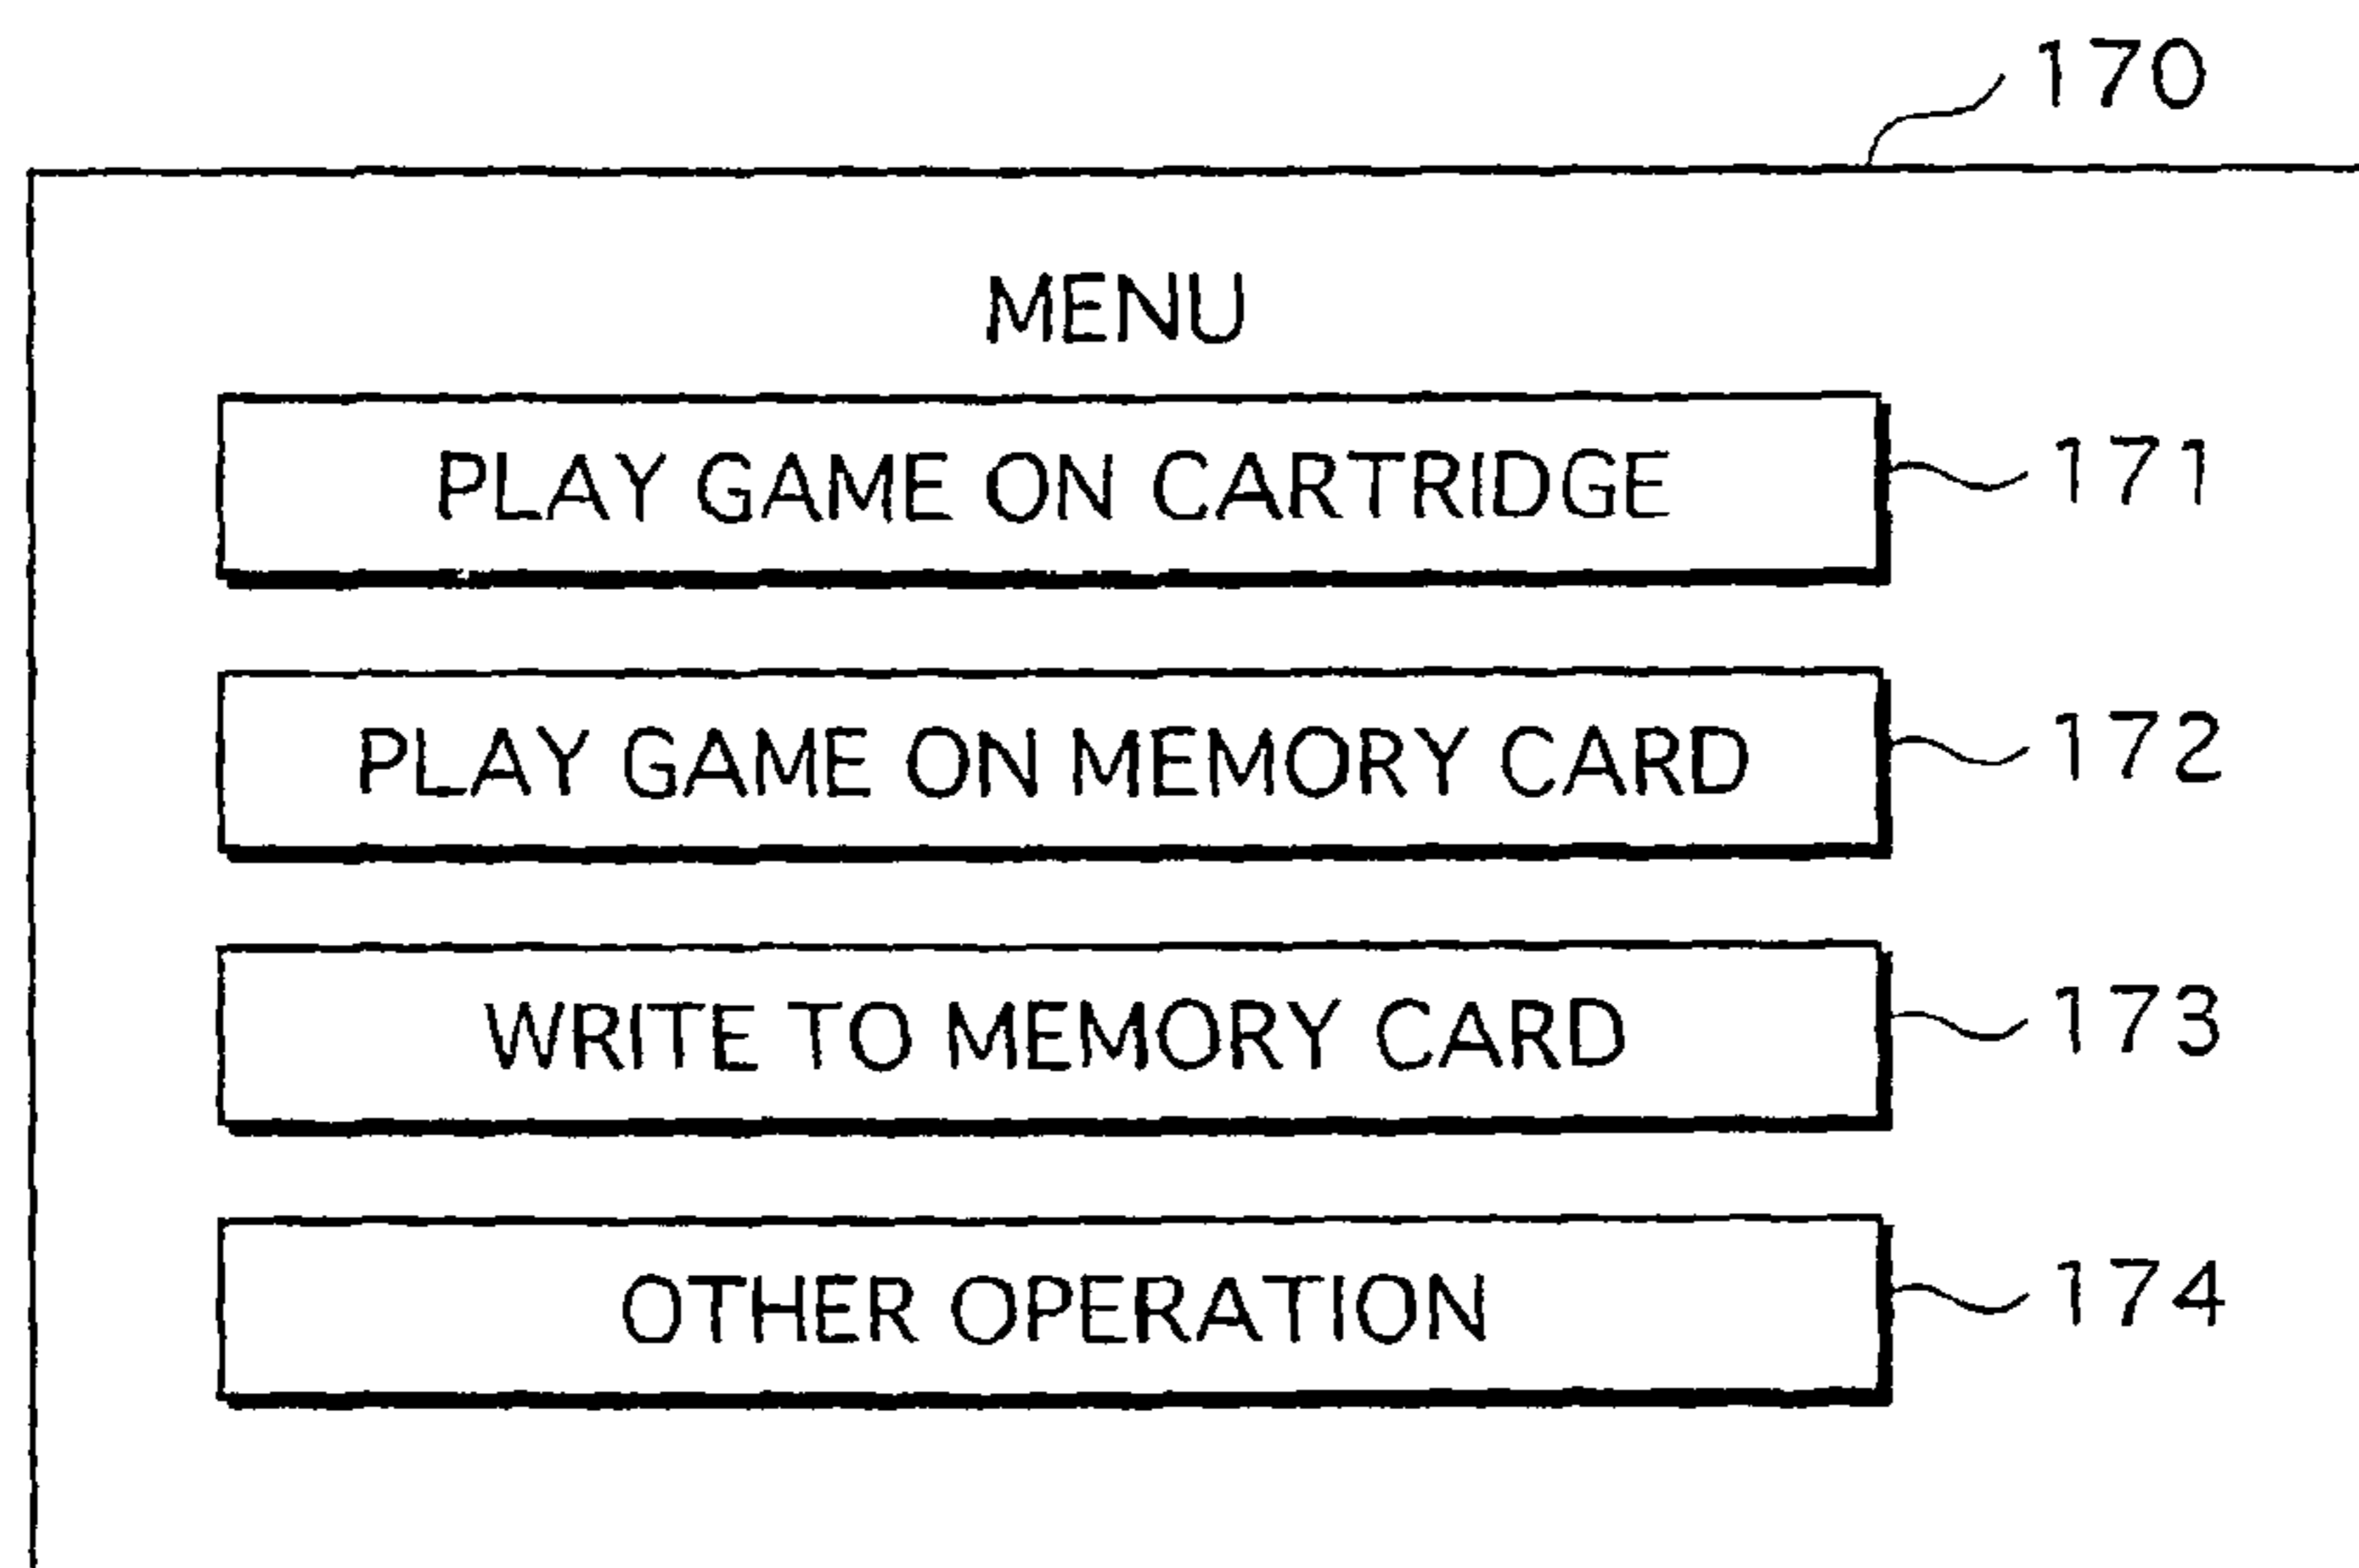 170
MENU
PLAY GAME ON CARTRIDGE 171
PLAY GAME ON MEMORY CARD 172
WRITE TO MEMORY CARD 173
OTHER OPERATION 174